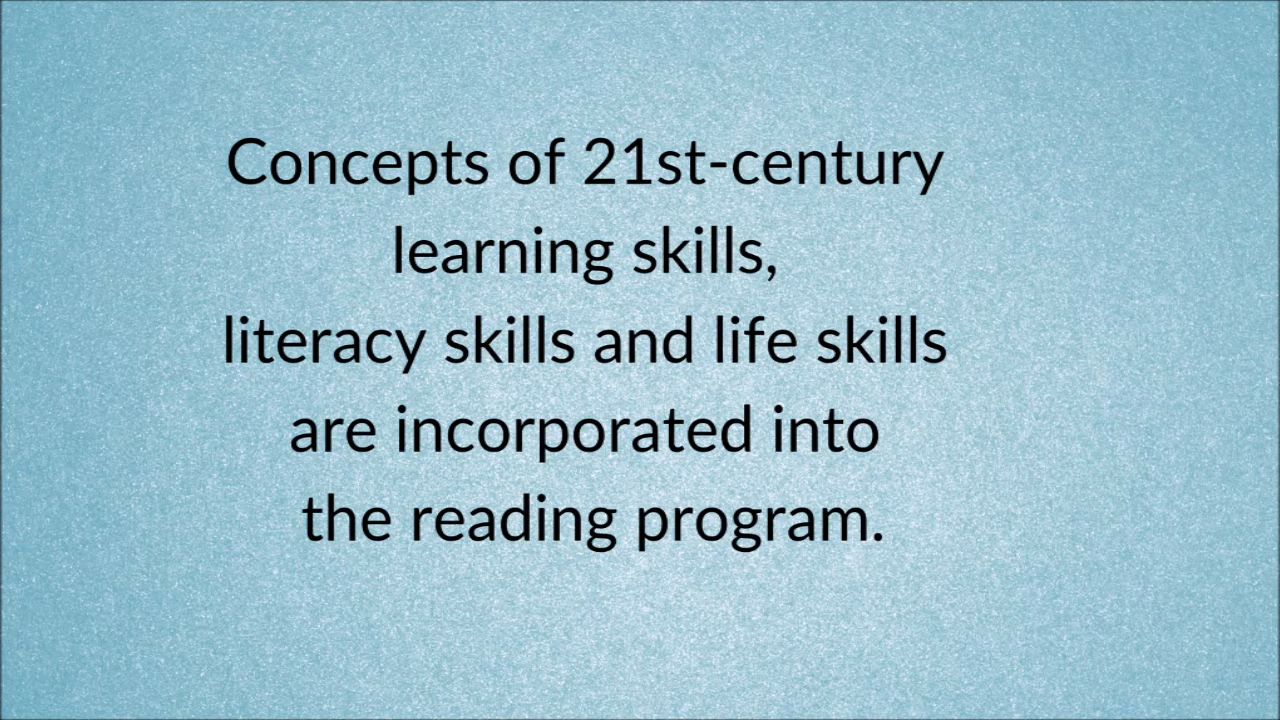 Concepts of 21st-century
learning skills,
literacy skills and life skills
are incorporated into
the reading program.